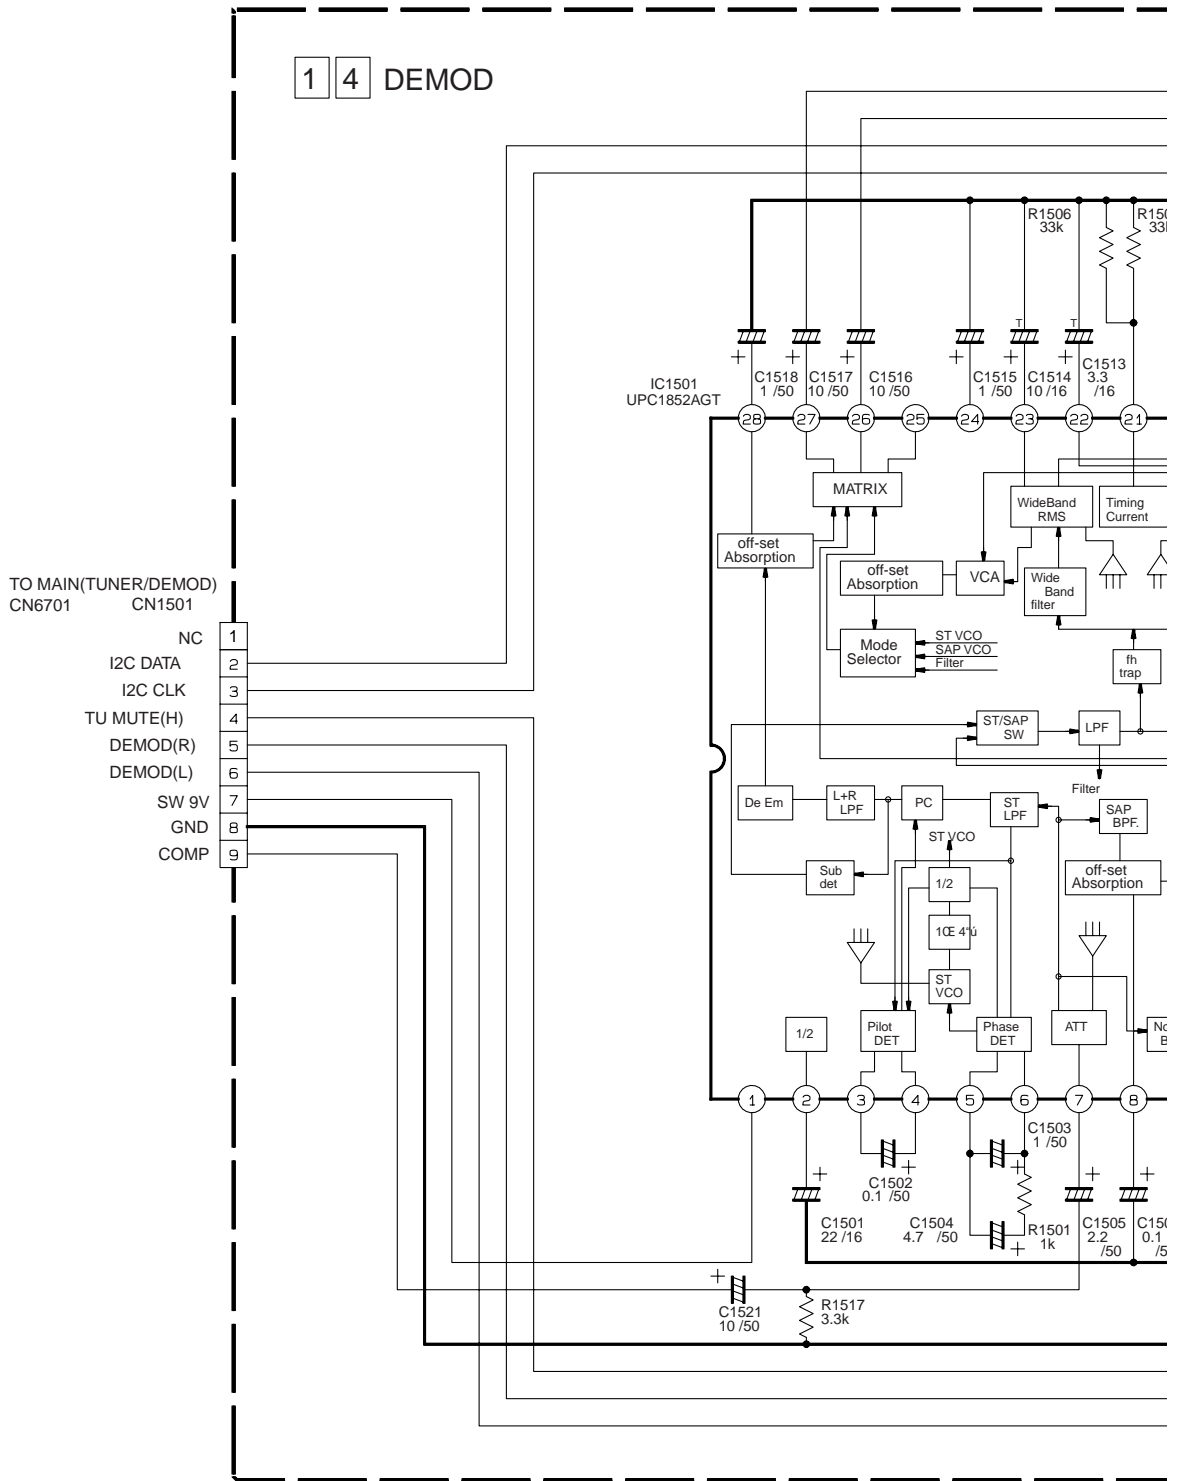 1 4 DEMOD
R1506
33k
C1518
1 /50
C1517
10 /50
C1516
10 /50
C1515
1 /50
T
C1514
10 /16
T
C1513
3.3
/16
IC1501
UPC1852AGT
28 27 26 25 24 23 22 21
MATRIX
WideBand
RMS
Timing
Current
off-set
Absorption
off-set
Absorption
VCA
Wide
Band
filter
Mode
Selector
ST VCO
SAP VCO
Filter
fh
trap
TO MAIN(TUNER/DEMOD)
CN6701 CN1501
NC 1
I2C DATA 2
I2C CLK 3
TU MUTE(H) 4
DEMOD(R) 5
DEMOD(L) 6
SW 9V 7
GND 8
COMP 9
ST/SAP
SW
LPF
Filter
De Em
L+R
LPF
PC
ST
LPF
SAP
BPF.
ST VCO
Sub
det
1/2
off-set
Absorption
ST
VCO
1/2
Pilot
DET
Phase
DET
ATT
1 2 3 4 5 6 7 8
C1503
1 /50
C1502
0.1 /50
C1501
22 /16
C1504
4.7 /50
R1501
1k
C1505
2.2
/50
0.1
C1521
10 /50
R1517
3.3k